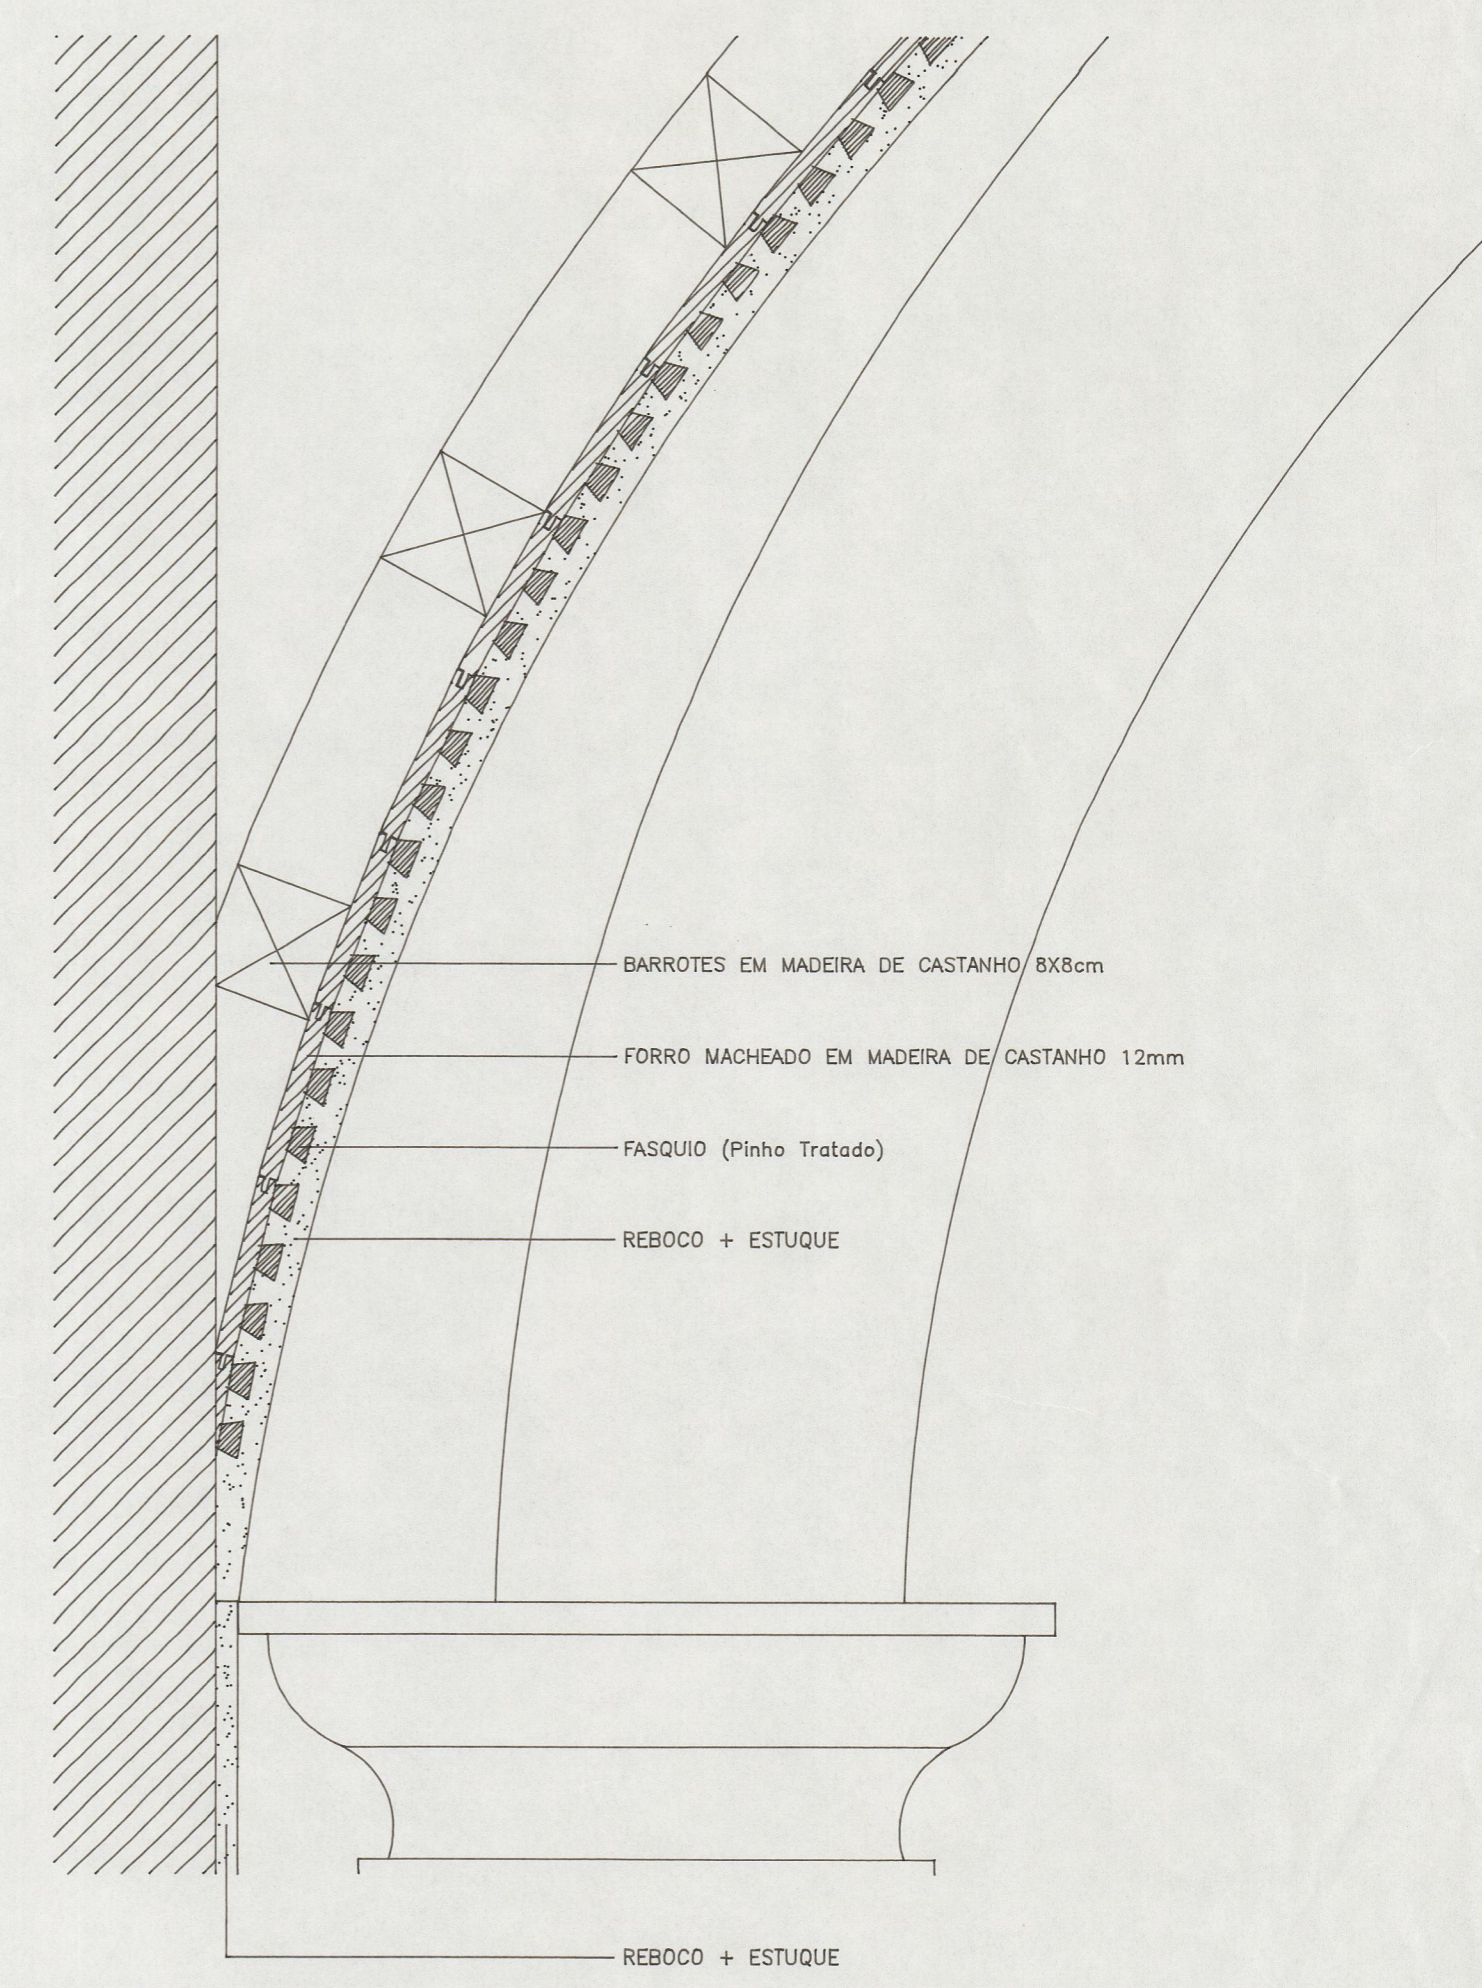 BARROTES EM MADEIRA DE CASTANHO 8X8cm
FORRO MACHEADO EM MADEIRA DE CASTANHO 12mm
FASQUIO (Pinho Tratado)
REBOCO + ESTUQUE
REBOCO + ESTUQUE